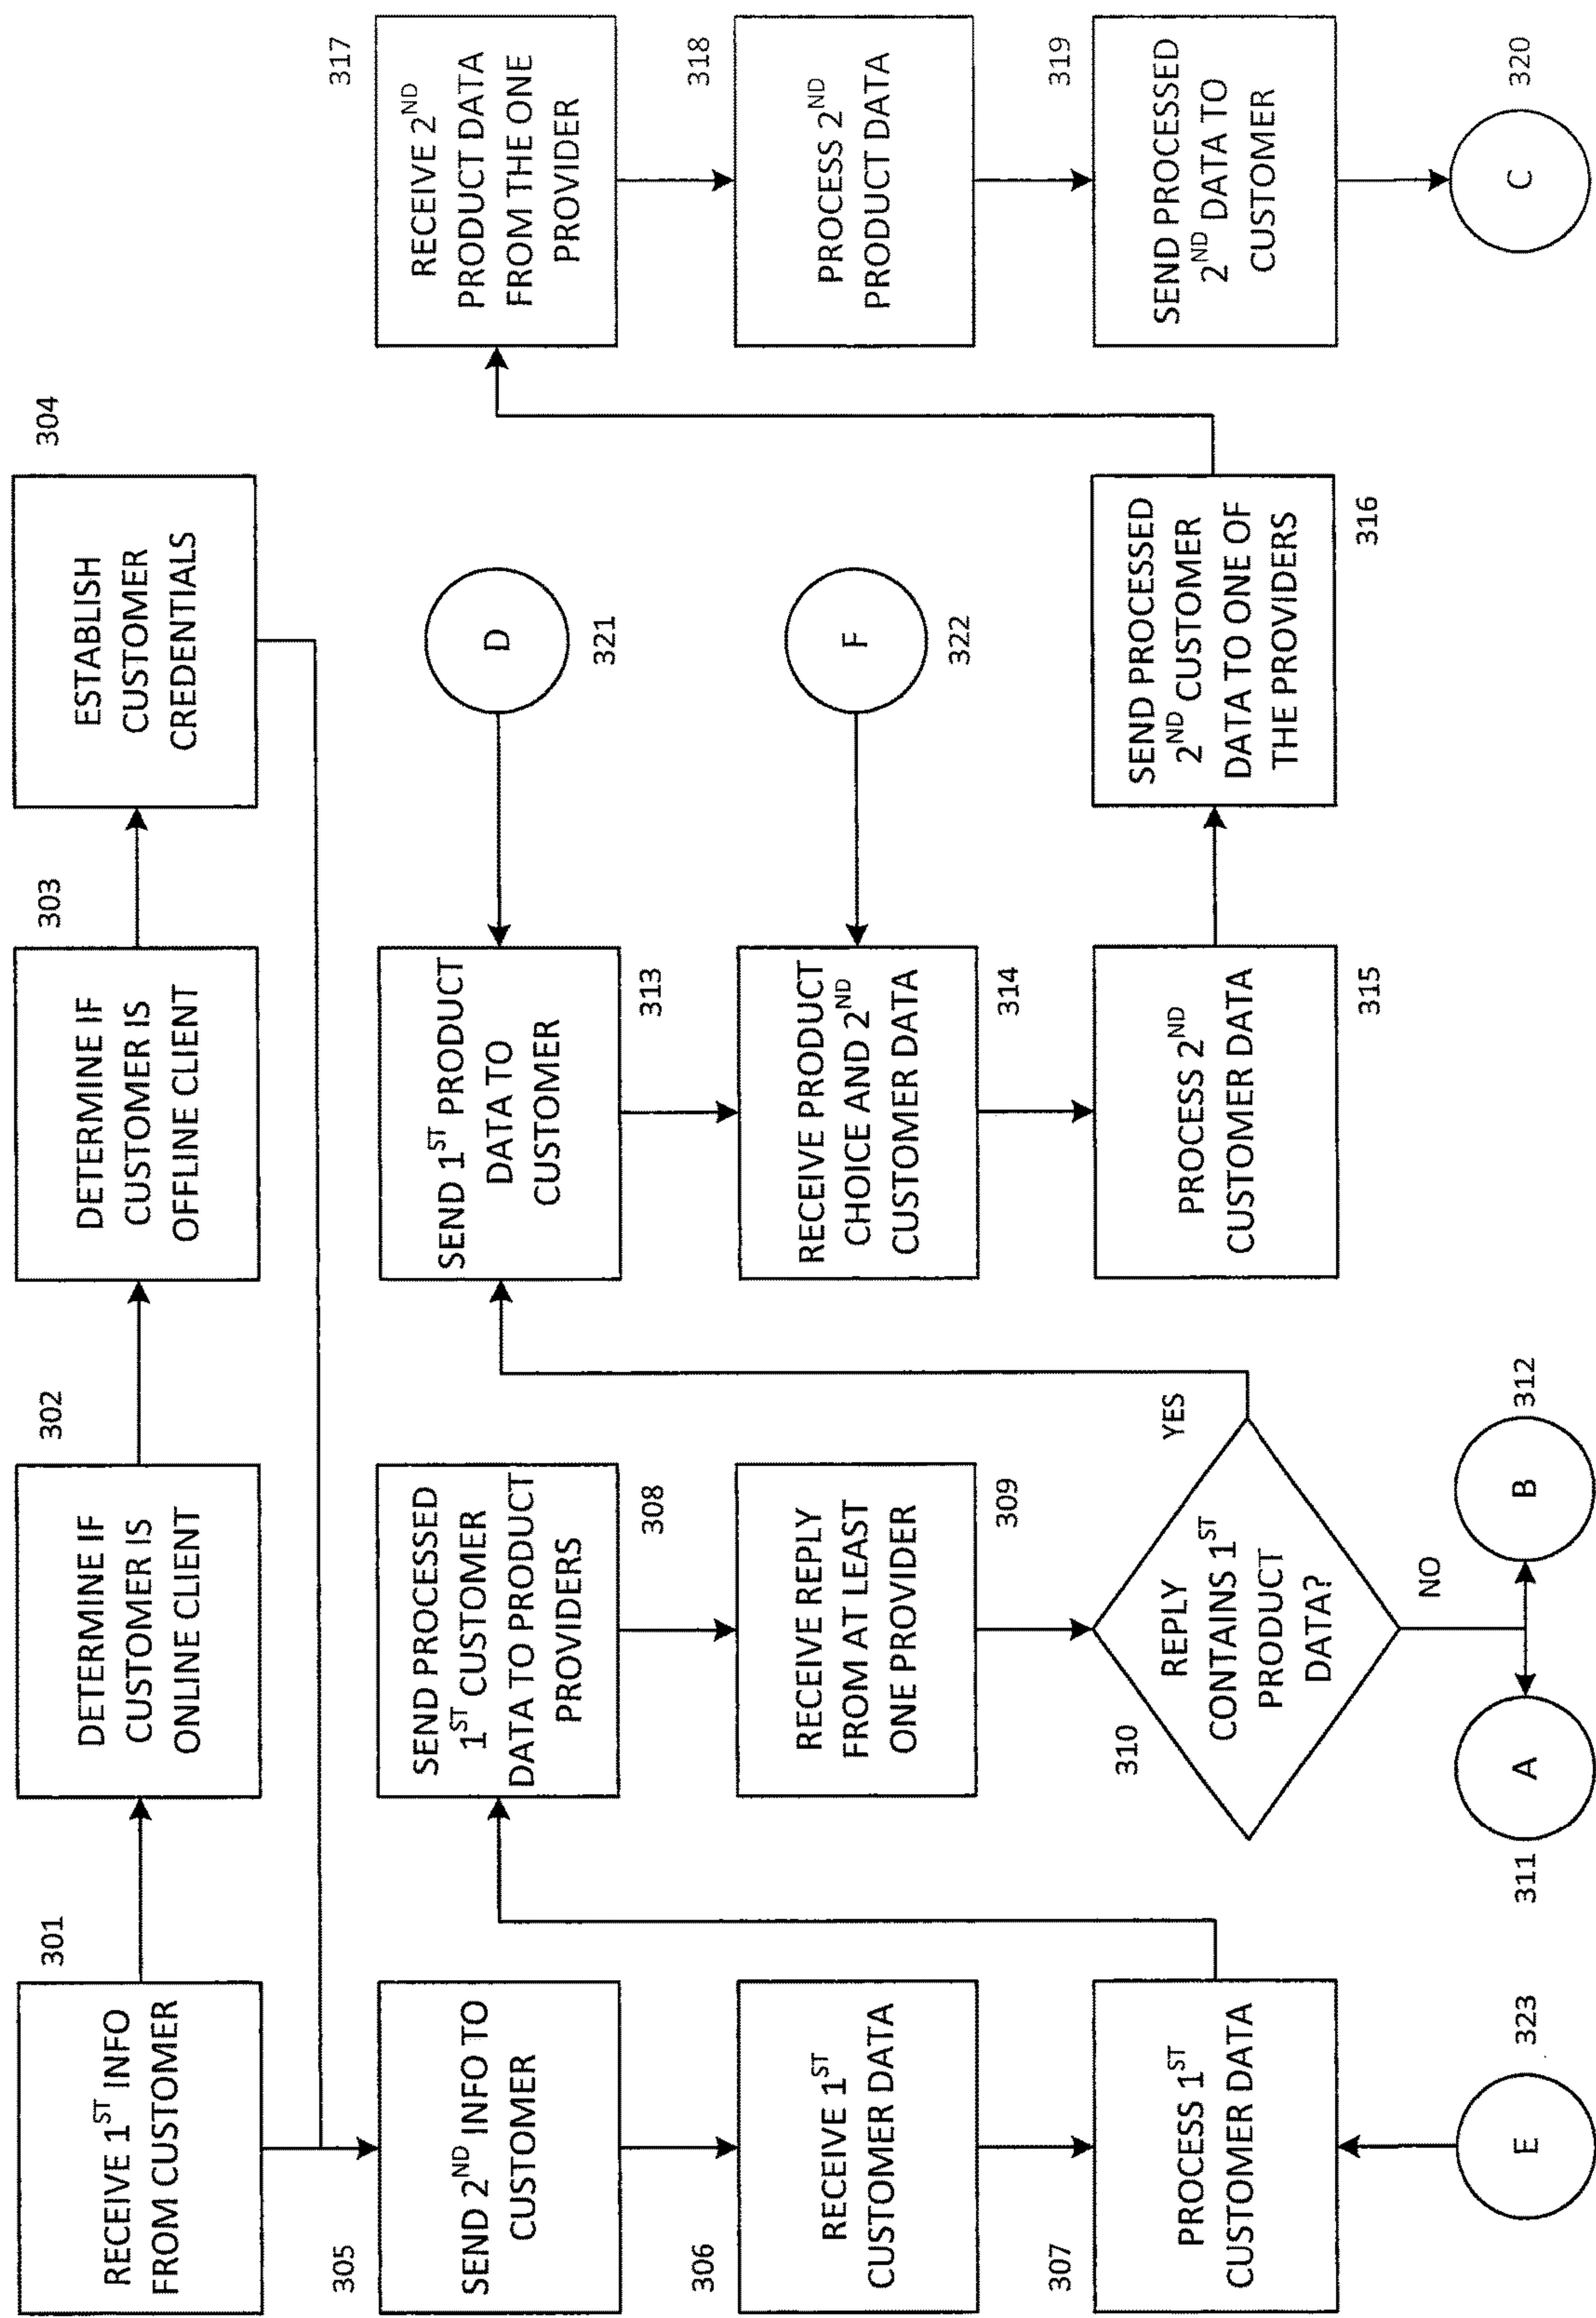 301
RECEIVE 1ST INFO
FROM CUSTOMER
302
DETERMINE IF
CUSTOMER IS
ONLINE CLIENT
303
DETERMINE IF
CUSTOMER IS
OFFLINE CLIENT
304
ESTABLISH
CUSTOMER
CREDENTIALS
305
SEND 2ND INFO TO
CUSTOMER
306
RECEIVE 1ST
CUSTOMER DATA
307
PROCESS 1ST
CUSTOMER DATA
E
323
SEND PROCESSED
1ST CUSTOMER
DATA TO PRODUCT
PROVIDERS
308
RECEIVE REPLY
FROM AT LEAST
ONE PROVIDER
309
310
REPLY
CONTAINS 1ST
PRODUCT
DATA?
YES
NO
311
A
B
312
SEND 1ST PRODUCT
DATA TO
CUSTOMER
313
D
321
RECEIVE PRODUCT
CHOICE AND 2ND
CUSTOMER DATA
314
F
322
PROCESS 2ND
CUSTOMER DATA
315
SEND PROCESSED
2ND CUSTOMER
DATA TO ONE OF
THE PROVIDERS
316
317
RECEIVE 2ND
PRODUCT DATA
FROM THE ONE
PROVIDER
318
PROCESS 2ND
PRODUCT DATA
319
SEND PROCESSED
2ND DATA TO
CUSTOMER
C
320